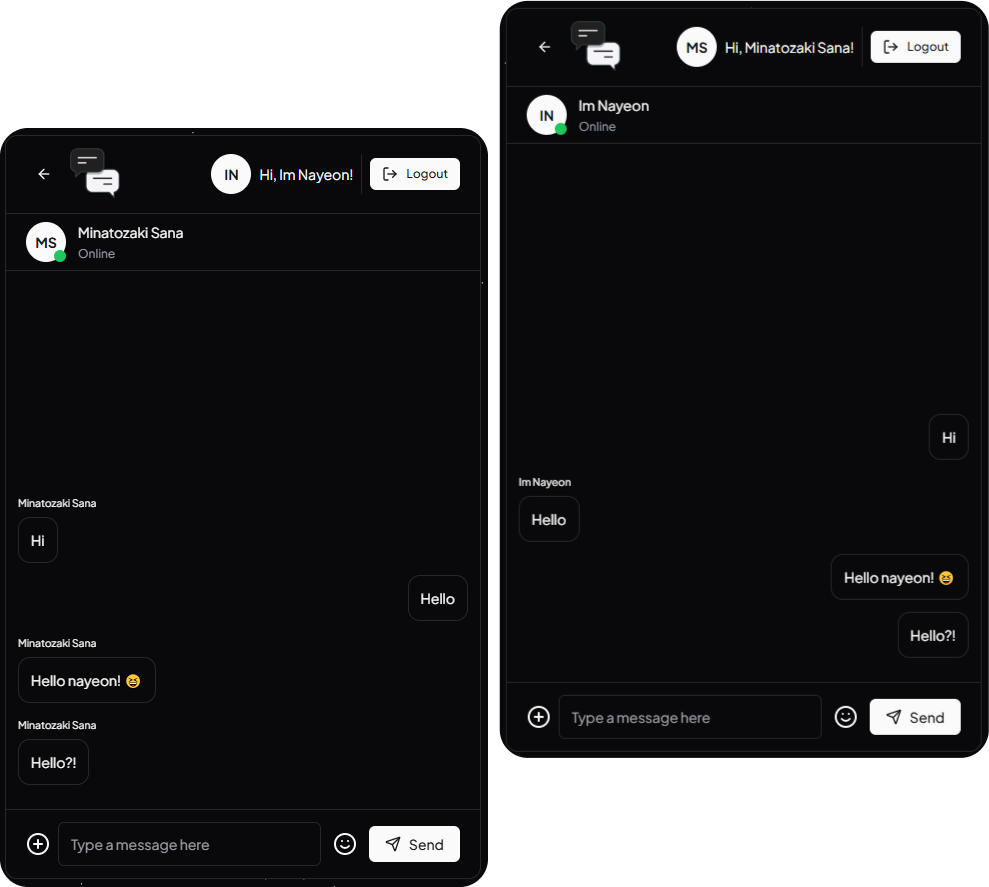 IN Hi, Im Nayeon! Logout
MS Minatozaki Sana
Online
Minatozaki Sana
Hi
Hello
Minatozaki Sana
Hello nayeon! 😆
Minatozaki Sana
Hello?!
Type a message here Send
MS Hi, Minatozaki Sana! Logout
IN Im Nayeon
Online
Hi
Im Nayeon
Hello
Hello nayeon! 😆
Hello?!
Type a message here Send